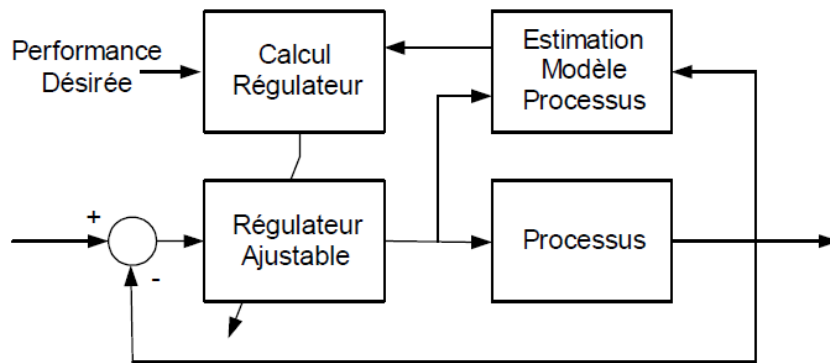 Performance
Désirée
Calcul
Régulateur
Estimation
Modèle
Processus
+
-
Régulateur
Ajustable
Processus